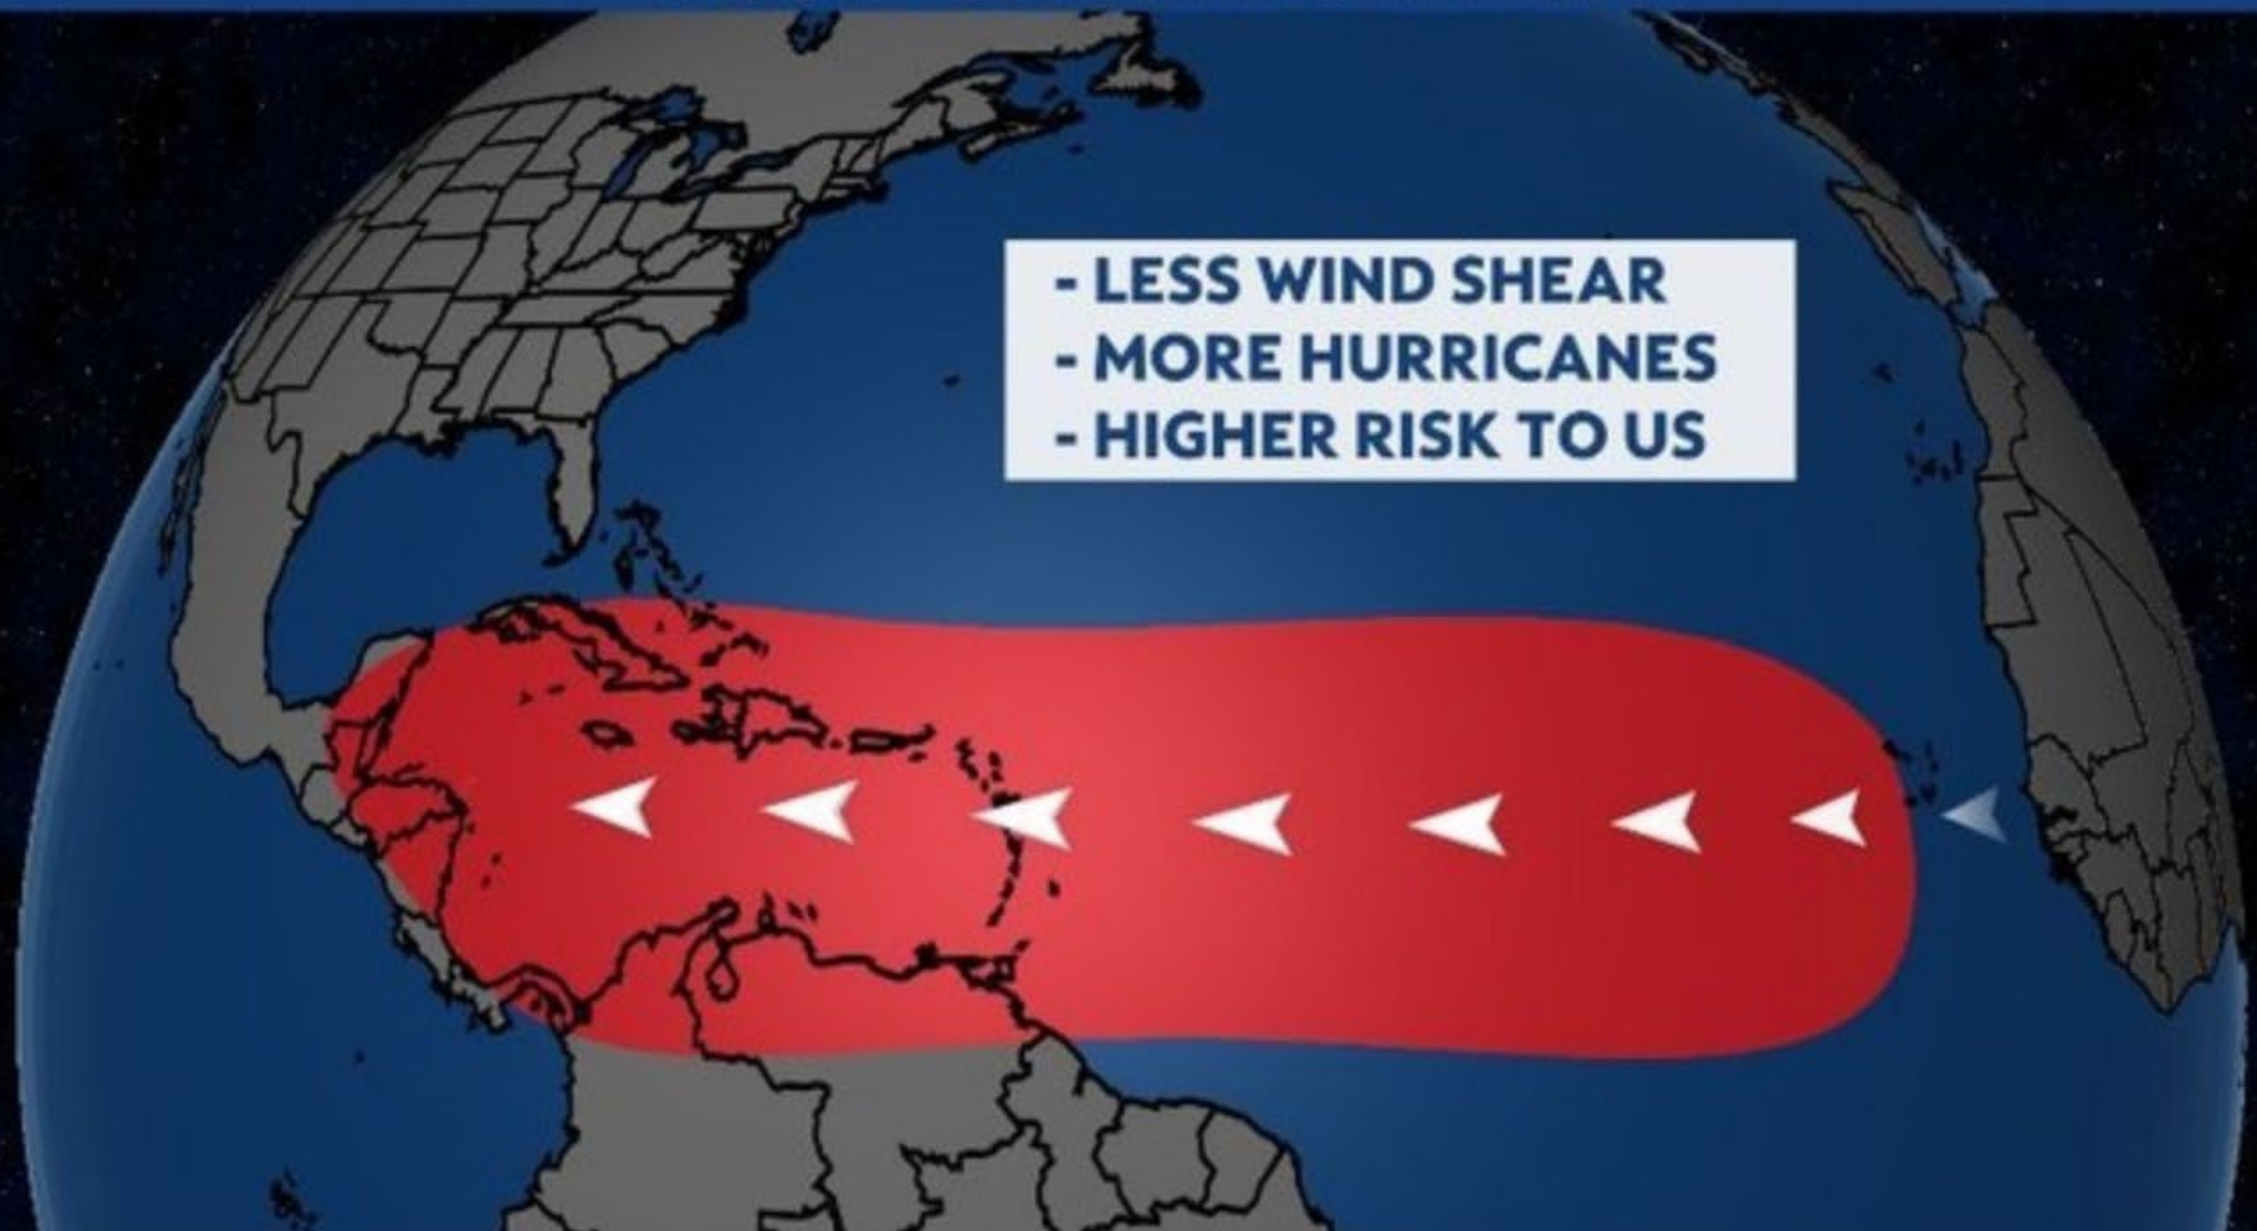 - LESS WIND SHEAR
- MORE HURRICANES
- HIGHER RISK TO US